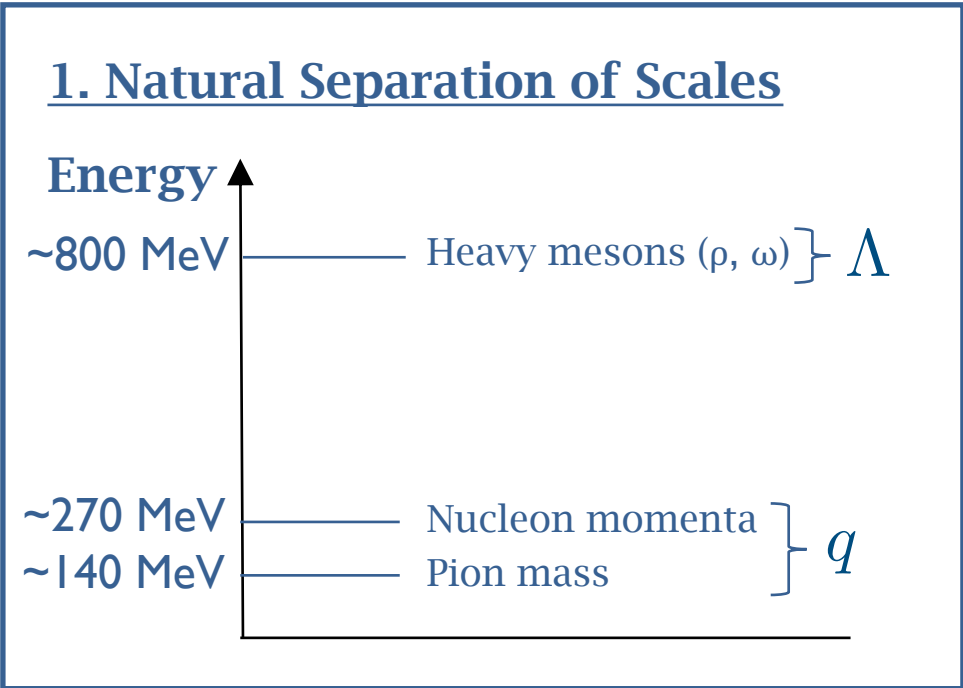 1. Natural Separation of Scales
Energy
~800 MeV Heavy mesons (ρ, ω) Λ
~270 MeV Nucleon momenta
q
~140 MeV Pion mass